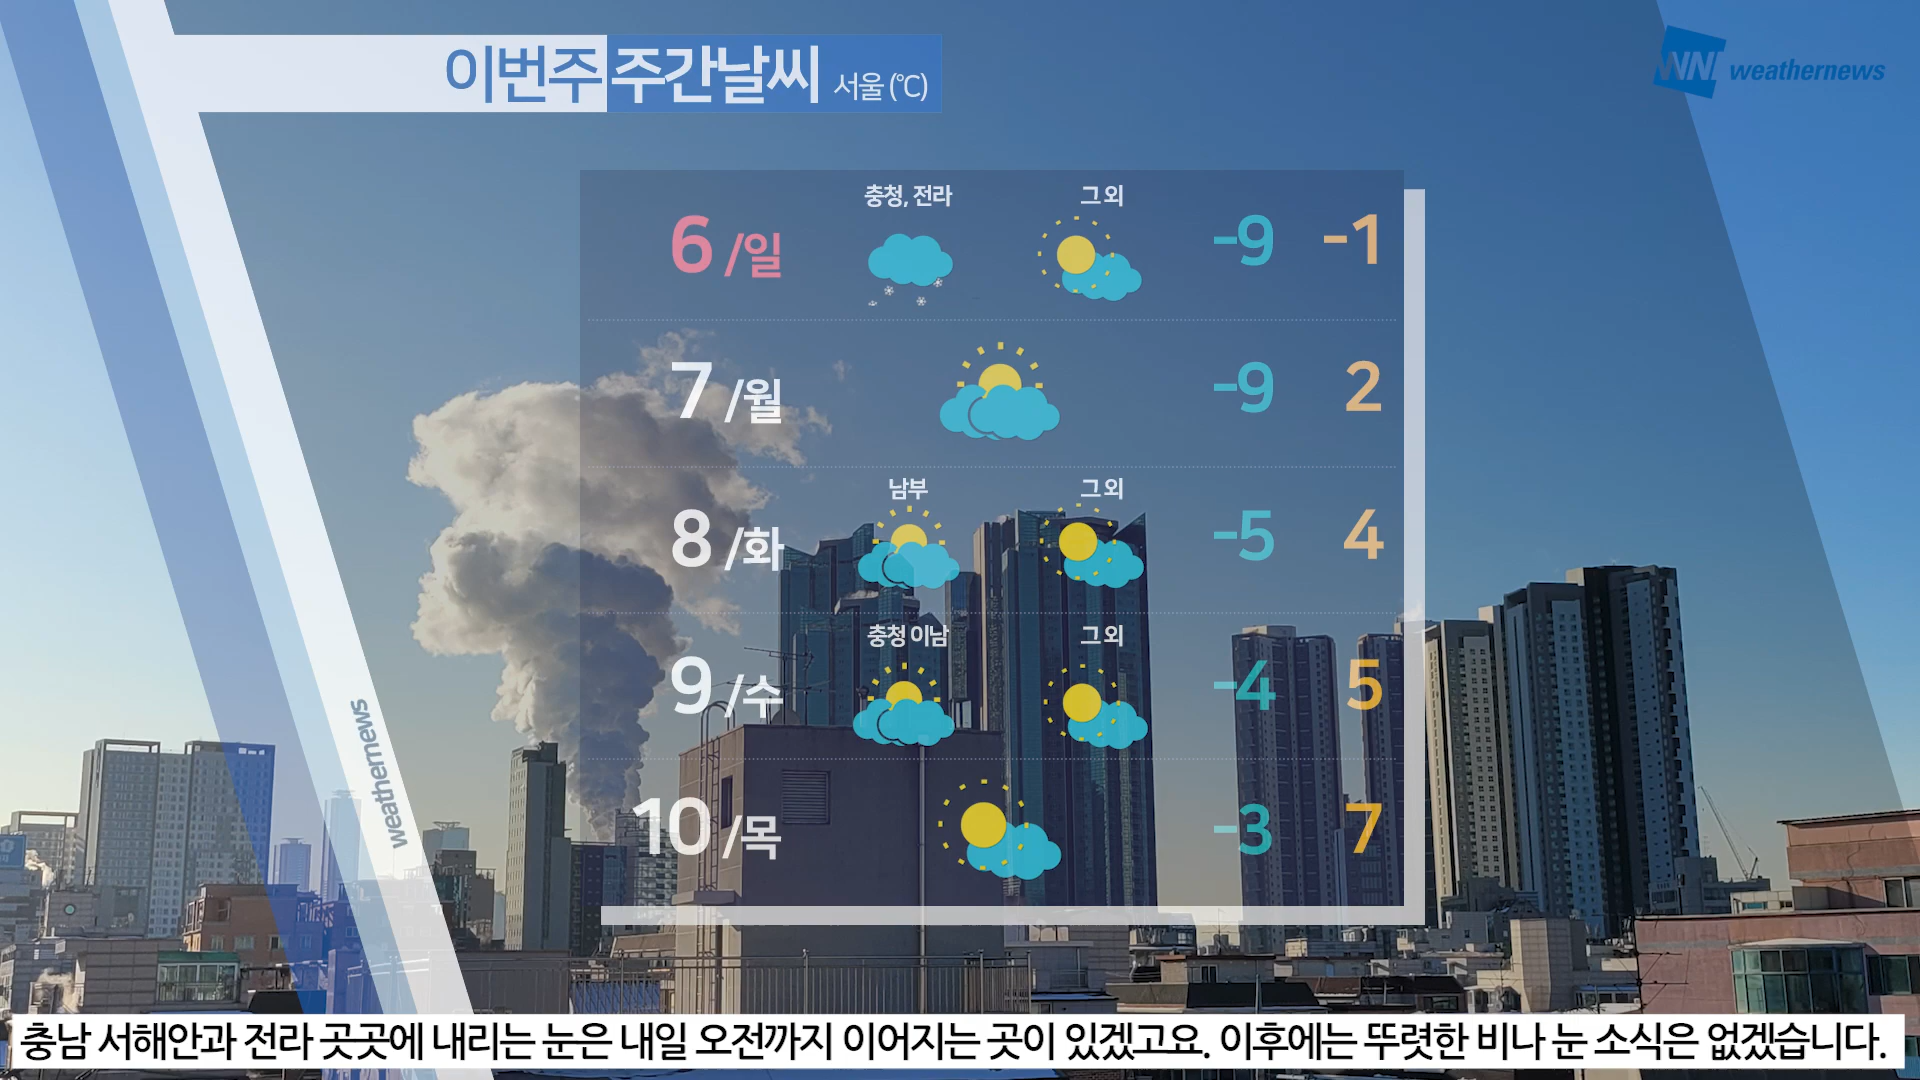 이번주 주간날씨 서울 (℃)
WNI weathernews
충청, 전라 그 외
6 /일 -9 -1
7 /월 -9 2
남부 그 외
8 /화 -5 4
충청 이남 그 외
9 /수 -4 5
10 /목 -3 7
weathernews
충남 서해안과 전라 곳곳에 내리는 눈은 내일 오전까지 이어지는 곳이 있겠고요. 이후에는 뚜렷한 비나 눈 소식은 없겠습니다.